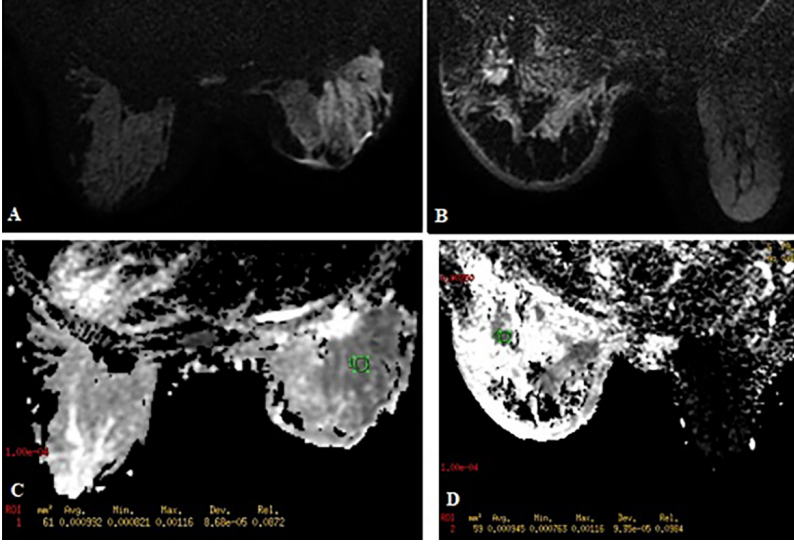 A
B
1.00e-04
C
ROI mm² Avg. Min. Max. Dev. Rel.
1 61 0.000992 0.000821 0.00116 8.68e-05 0.0872
1.00e-04
D
ROI mm² Avg. Min. Max. Dev. Rel.
2 59 0.000945 0.000763 0.00116 9.35e-05 0.0984